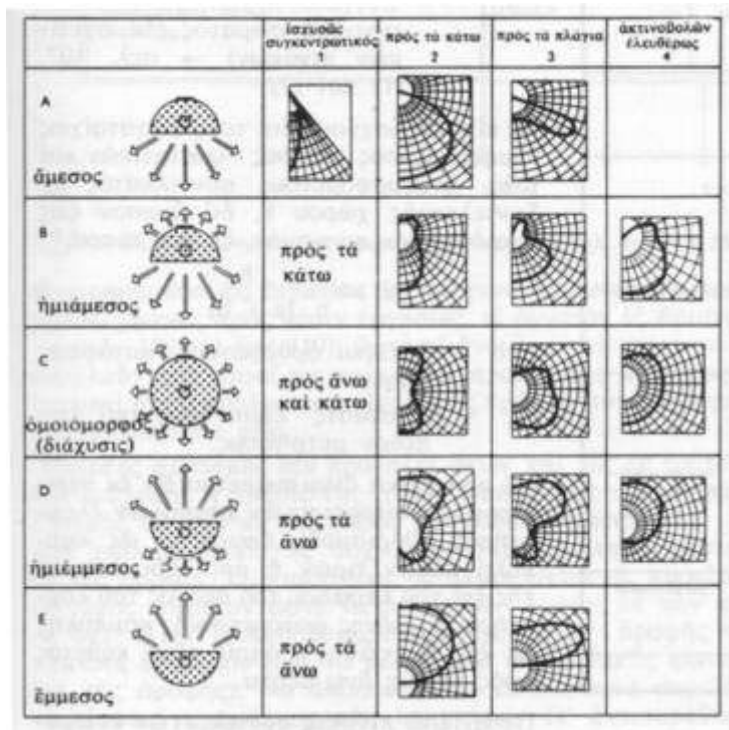 ἰσχυρῶς
συγκεντρωτικός
1
πρὸς τὰ κάτω
2
πρὸς τὰ πλάγια
3
ἀκτινοβολῶν
ἐλευθέρως
4
A
ἄμεσος
B
ἡμιάμεσος
πρὸς τὰ
κάτω
C
ὁμοιόμορφος
(διάχυσις)
πρὸς ἄνω
καὶ κάτω
D
ἡμιέμμεσος
πρὸς τὰ
ἄνω
E
ἔμμεσος
πρὸς τὰ
ἄνω